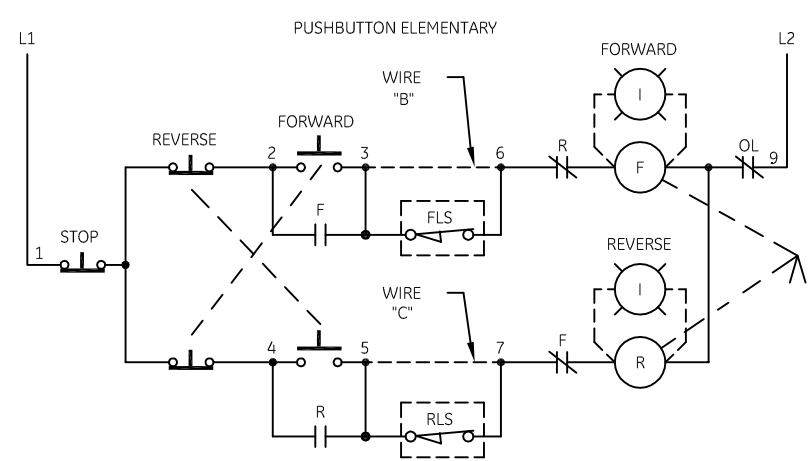 PUSHBUTTON ELEMENTARY
L1
L2
FORWARD
WIRE
"B"
I
FORWARD
REVERSE
2
3
6
R
F
OL
9
F
FLS
STOP
1
REVERSE
WIRE
"C"
I
4
5
7
F
R
R
RLS